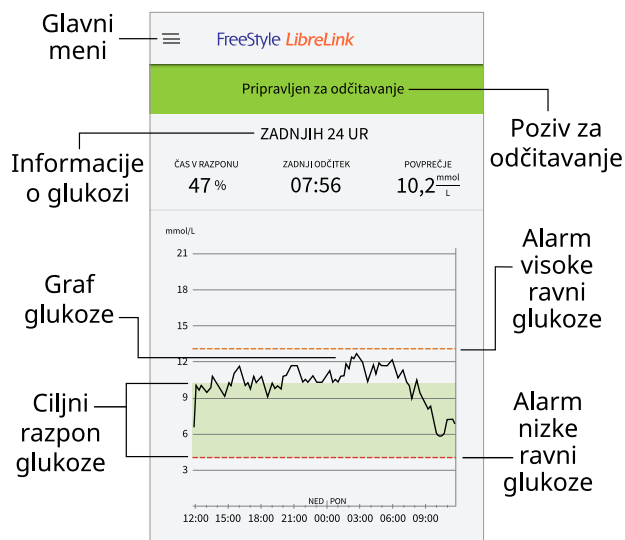 Glavni
meni
FreeStyle LibreLink
Pripravljen za odčitavanje
Poziv za
odčitavanje
ZADNJIH 24 UR
Informacije
o glukozi
ČAS V RAZPONU
47 %
ZADNJI ODČITEK
07:56
POVPREČJE
10,2 mmol/L
mmol/L
21
18
15
12
9
6
3
Graf
glukoze
Ciljni
razpon
glukoze
Alarm
visoke
ravni
glukoze
Alarm
nizke
ravni
glukoze
NED PON
12:00 15:00 18:00 21:00 00:00 03:00 06:00 09:00